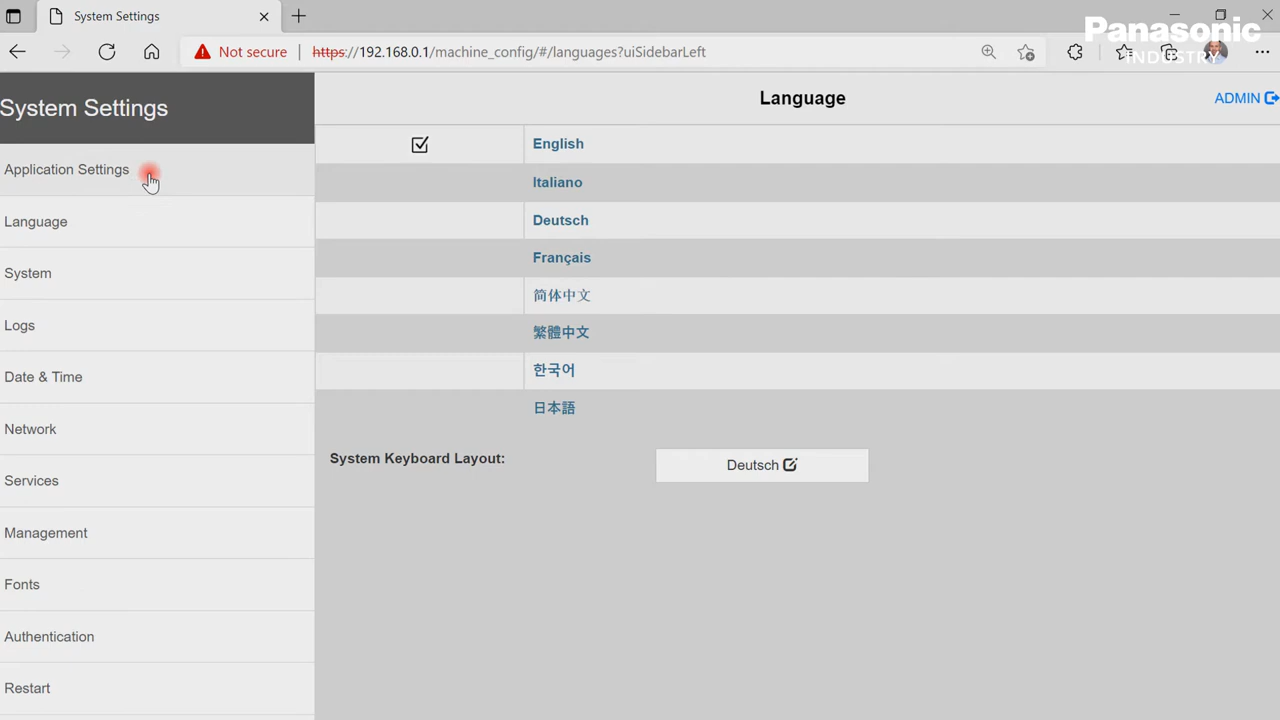 System Settings
Not secure
https://192.168.0.1/machine_config/#/languages?uiSidebarLeft
Panasonic
INDUSTRY
System Settings
Language
ADMIN
Application Settings
Language
System
Logs
Date & Time
Network
Services
Management
Fonts
Authentication
Restart
English
Italiano
Deutsch
Français
简体中文
繁體中文
한국어
日本語
System Keyboard Layout:
Deutsch